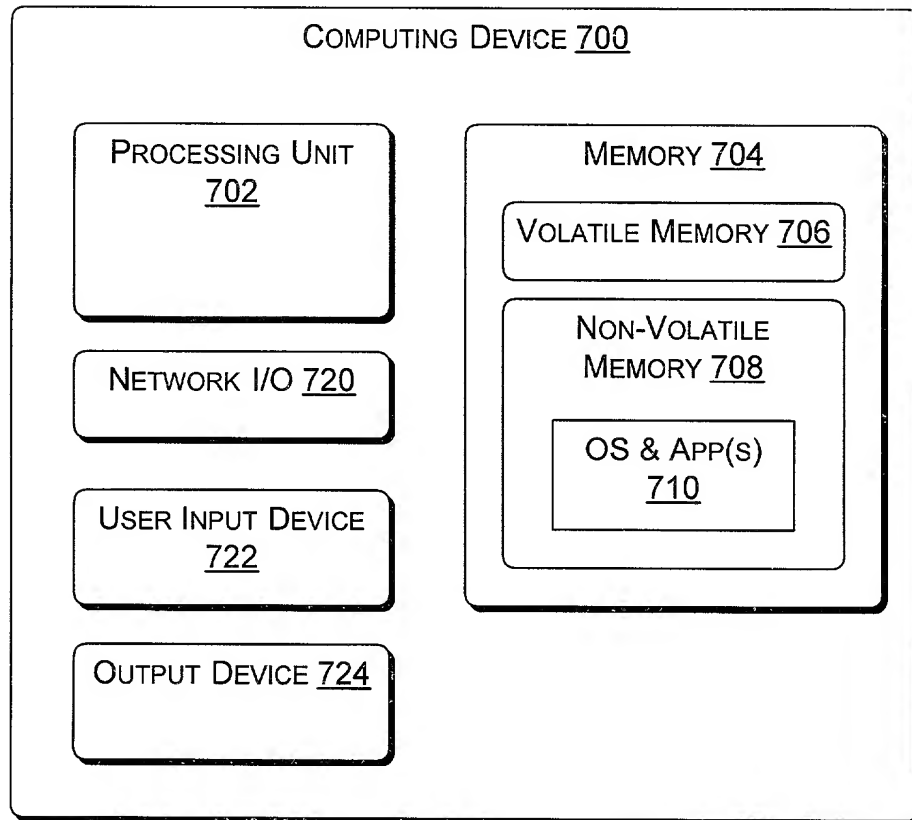 COMPUTING DEVICE 700
PROCESSING UNIT
702
NETWORK I/O 720
USER INPUT DEVICE
722
OUTPUT DEVICE 724
MEMORY 704
VOLATILE MEMORY 706
NON-VOLATILE
MEMORY 708
OS & APP(S)
710